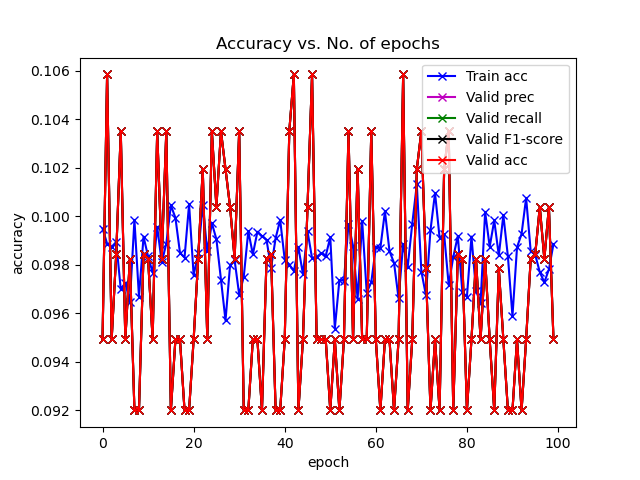 Accuracy vs. No. of epochs
accuracy
0.106
0.104
0.102
0.100
0.098
0.096
0.094
0.092
Train acc
Valid prec
Valid recall
Valid F1-score
Valid acc
0 20 40 60 80 100
epoch